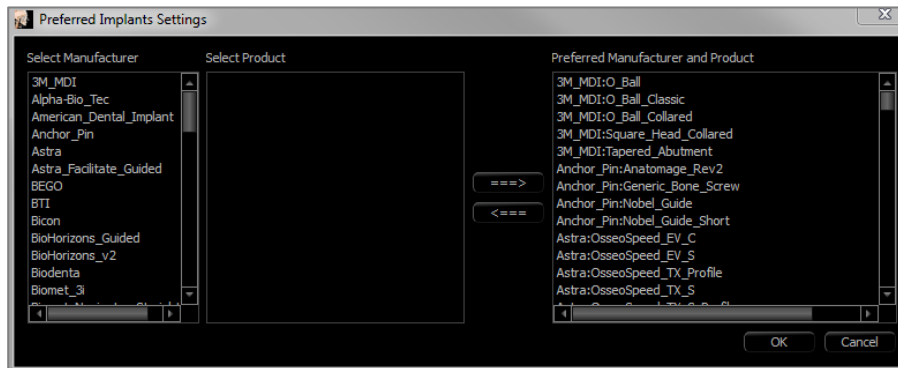 Preferred Implants Settings
Select Manufacturer
3M_MDI
Alpha-Bio_Tec
American_Dental_Implant
Anchor_Pin
Astra
Astra_Facilitate_Guided
BEGO
BTI
Bicon
BioHorizons_Guided
BioHorizons_v2
Biodenta
Biomet_3i
Select Product
===>
<===
Preferred Manufacturer and Product
3M_MDI:O_Ball
3M_MDI:O_Ball_Classic
3M_MDI:O_Ball_Collared
3M_MDI:Square_Head_Collared
3M_MDI:Tapered_Abutment
Anchor_Pin:Anatomage_Rev2
Anchor_Pin:Generic_Bone_Screw
Anchor_Pin:Nobel_Guide
Anchor_Pin:Nobel_Guide_Short
Astra:OsseoSpeed_EV_C
Astra:OsseoSpeed_EV_S
Astra:OsseoSpeed_TX_Profile
Astra:OsseoSpeed_TX_S
OK
Cancel